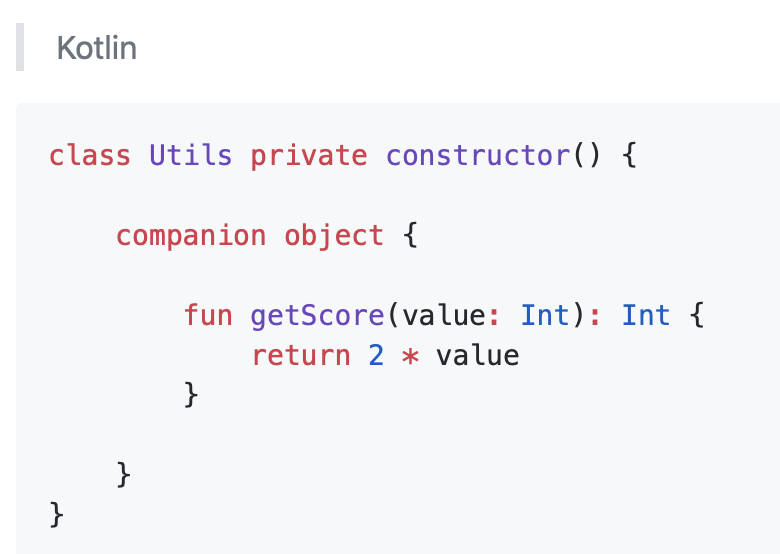 Kotlin
class Utils private constructor() {
    companion object {
        fun getScore(value: Int): Int {
            return 2 * value
        }
    }
}